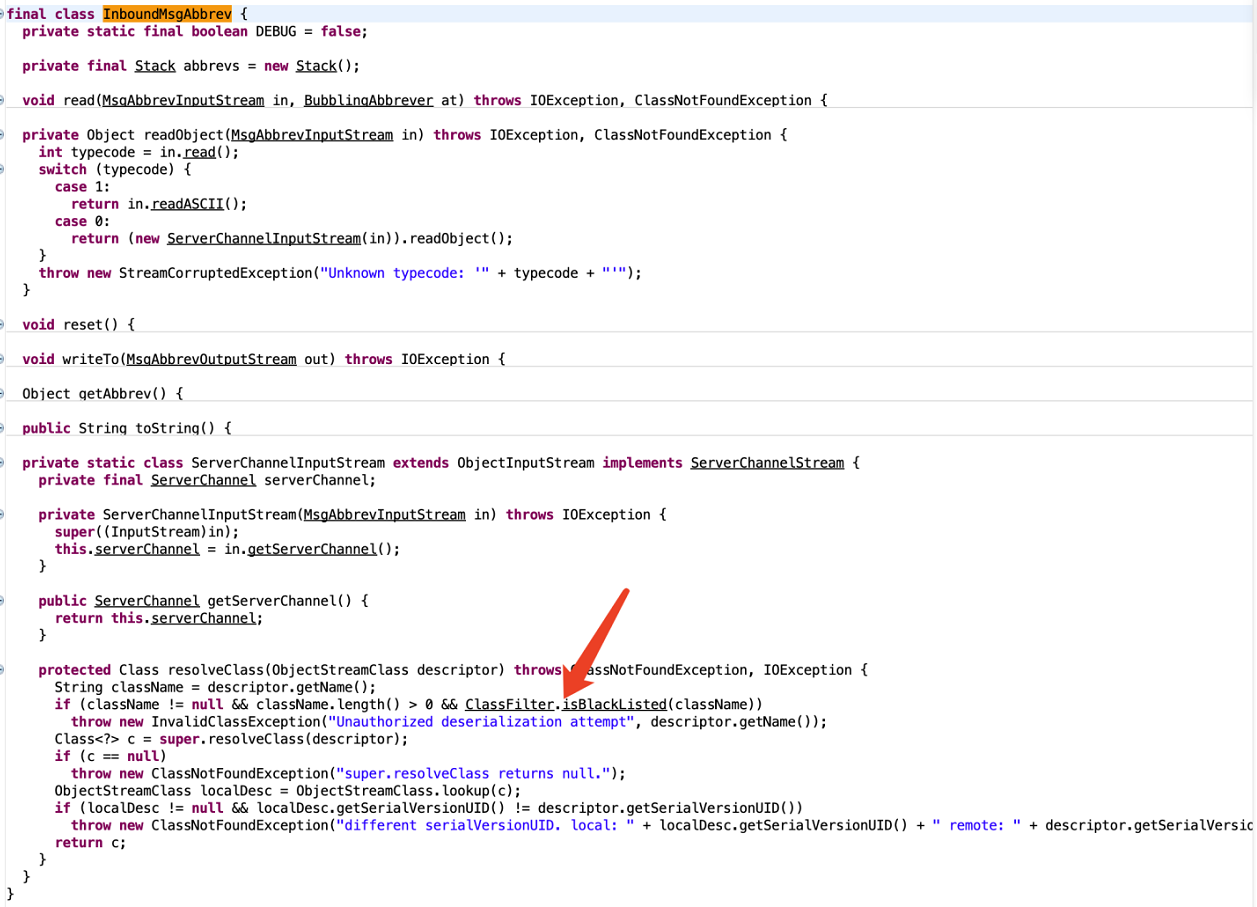 final class InboundMsgAbbrev {
private static final boolean DEBUG = false;
private final Stack abbrevs = new Stack();
void read(MsgAbbrevInputStream in, BubblingAbbrever at) throws IOException, ClassNotFoundException {
private Object readObject(MsgAbbrevInputStream in) throws IOException, ClassNotFoundException {
int typecode = in.read();
switch (typecode) {
case 1:
return in.readASCII();
case 0:
return (new ServerChannelInputStream(in)).readObject();
}
throw new StreamCorruptedException("Unknown typecode: '" + typecode + "'");
}
void reset() {
void writeTo(MsgAbbrevOutputStream out) throws IOException {
Object getAbbrev() {
public String toString() {
private static class ServerChannelInputStream extends ObjectInputStream implements ServerChannelStream {
private final ServerChannel serverChannel;
private ServerChannelInputStream(MsgAbbrevInputStream in) throws IOException {
super((InputStream)in);
this.serverChannel = in.getServerChannel();
}
public ServerChannel getServerChannel() {
return this.serverChannel;
}
protected Class resolveClass(ObjectStreamClass descriptor) throws ClassNotFoundException, IOException {
String className = descriptor.getName();
if (className != null && className.length() > 0 && ClassFilter.isBlackListed(className))
throw new InvalidClassException("Unauthorized deserialization attempt", descriptor.getName());
Class<?> c = super.resolveClass(descriptor);
if (c == null)
throw new ClassNotFoundException("super.resolveClass returns null.");
ObjectStreamClass localDesc = ObjectStreamClass.lookup(c);
if (localDesc != null && localDesc.getSerialVersionUID() != descriptor.getSerialVersionUID())
throw new ClassNotFoundException("different serialVersionUID. local: " + localDesc.getSerialVersionUID() + " remote: " + descriptor.getSerialVersio
return c;
}
}
}